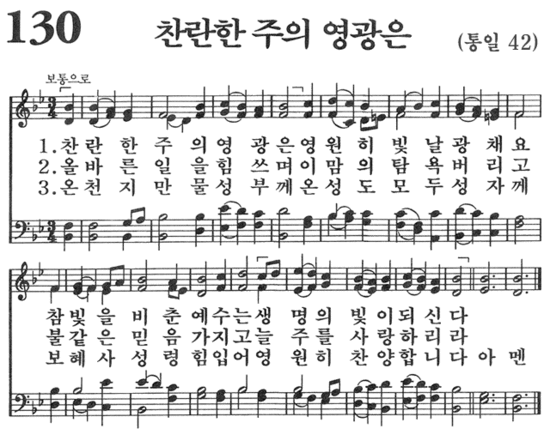 130 찬란한 주의 영광은 (통일 42)
보통으로
1.찬 란 한 주 의영 광은영원 히 빛 날 광 채요
2.올바 른 일 을힘 쓰며이맘의 탐 욕버 리고
3.온천 지 만 물성 부께온성 도 모 두성 자께
참빛 을 비 춘예 수는생 명의 빛 이되 신다
불같 은 믿 음가 지고늘 주를 사 랑하 리라
보혜 사 성 령힘 입어영 원히 찬 양합 니 다아 멘